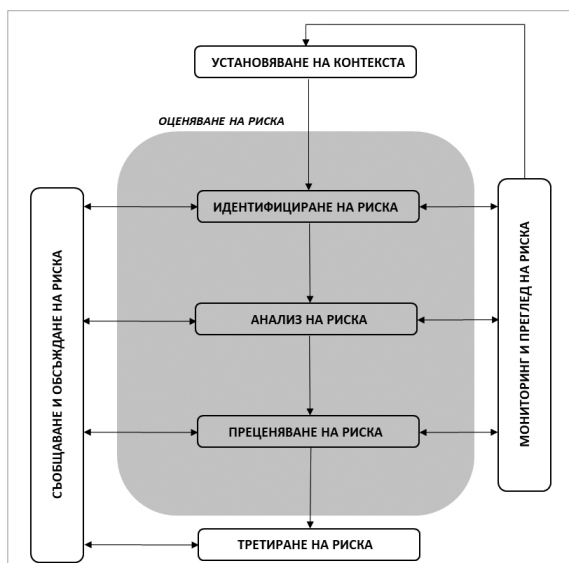 УСТАНОВЯВАНЕ НА КОНТЕКСТА
ОЦЕНЯВАНЕ НА РИСКА
ИДЕНТИФИЦИРАНЕ НА РИСКА
АНАЛИЗ НА РИСКА
ПРЕЦЕНЯВАНЕ НА РИСКА
ТРЕТИРАНЕ НА РИСКА
СЪОБЩАВАНЕ И ОБСЪЖДАНЕ НА РИСКА
МОНИТОРИНГ И ПРЕГЛЕД НА РИСКА